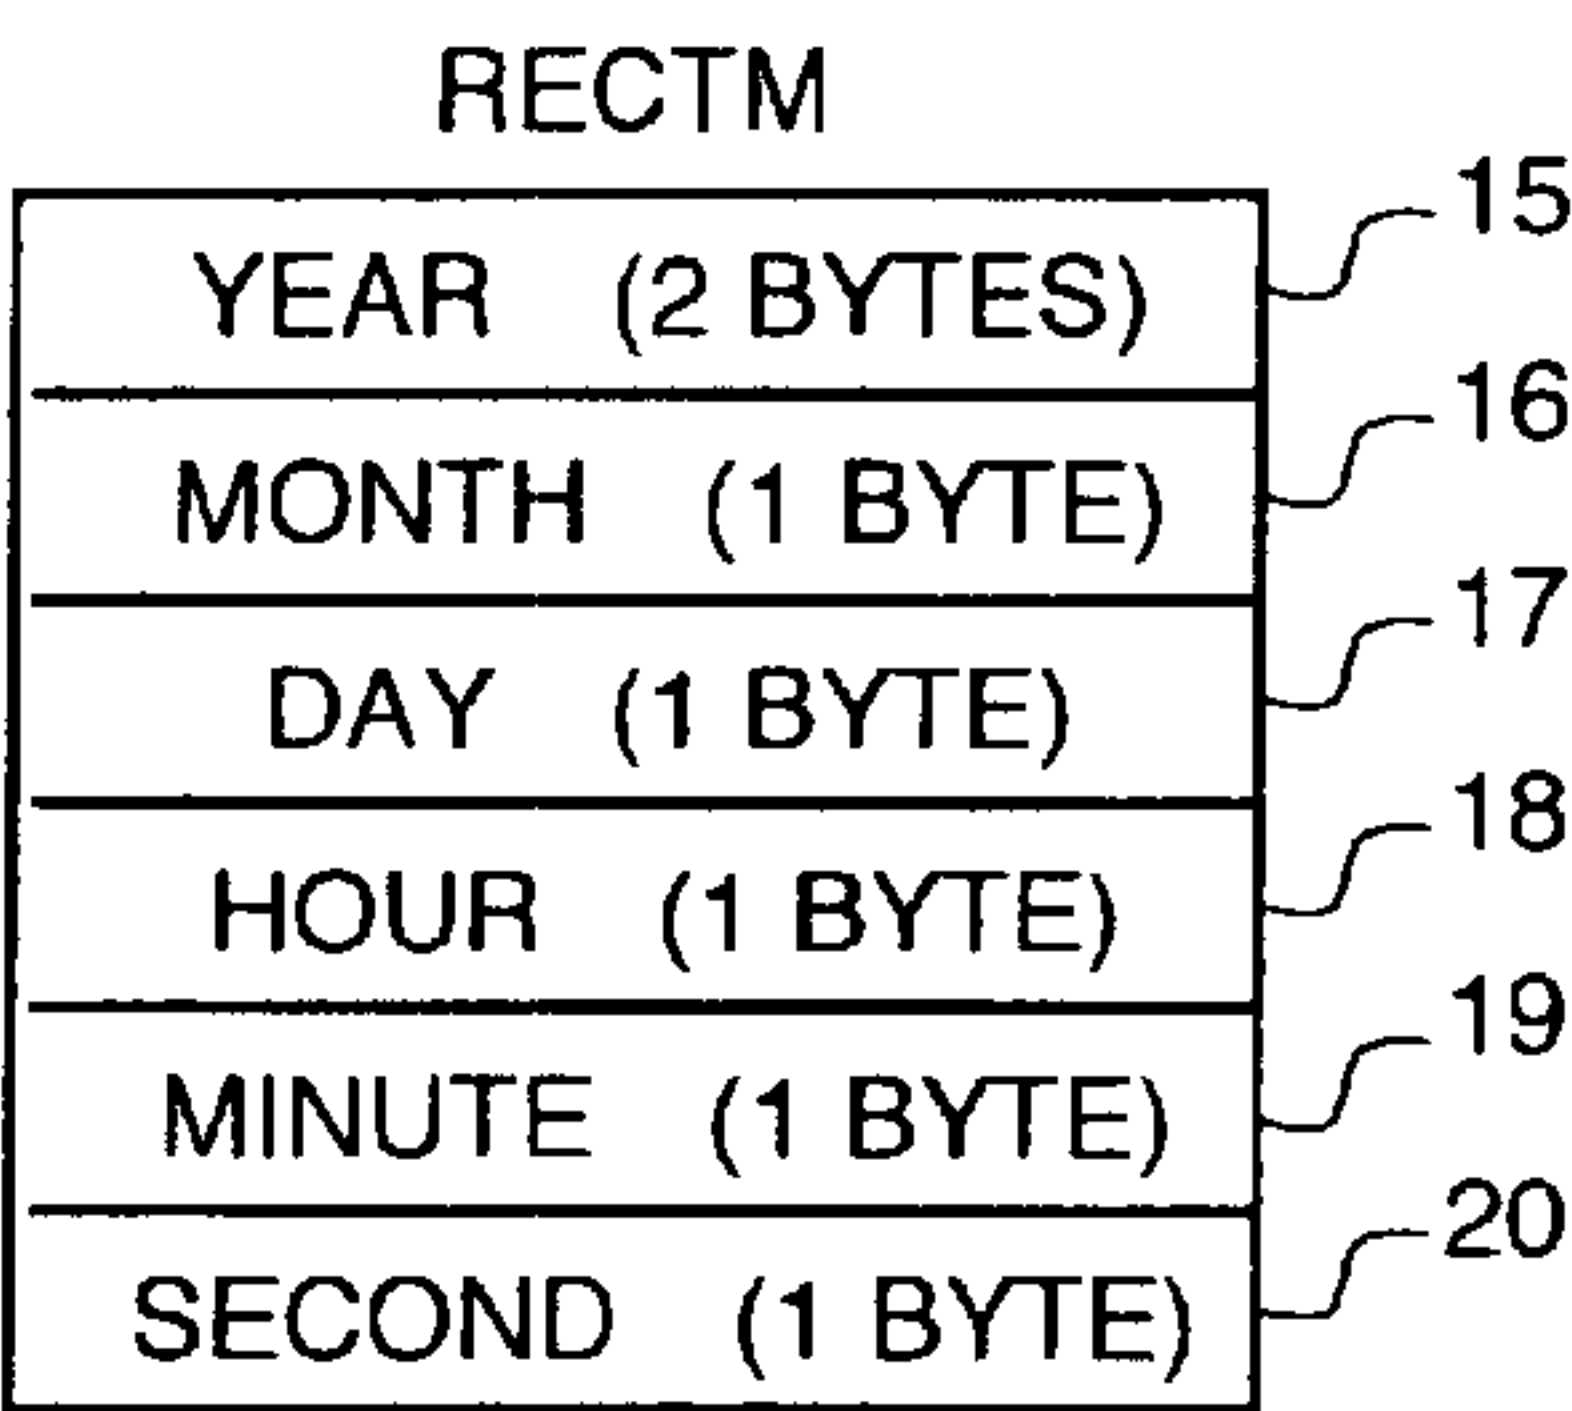 RECTM
YEAR (2 BYTES) 15
MONTH (1 BYTE) 16
DAY (1 BYTE) 17
HOUR (1 BYTE) 18
MINUTE (1 BYTE) 19
SECOND (1 BYTE) 20